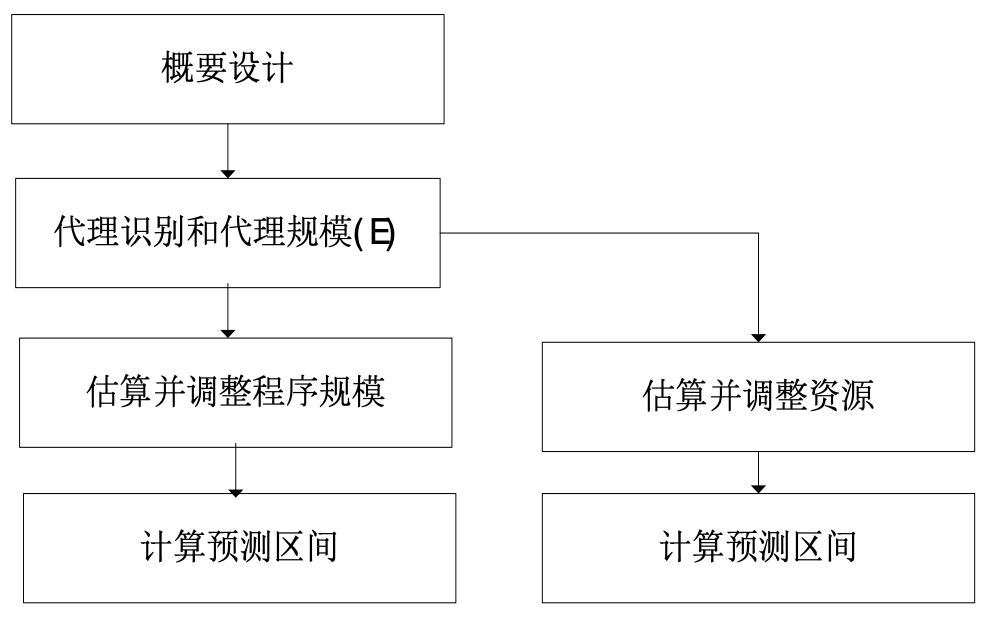 概要设计
代理识别和代理规模(E)
估算并调整程序规模
估算并调整资源
计算预测区间
计算预测区间